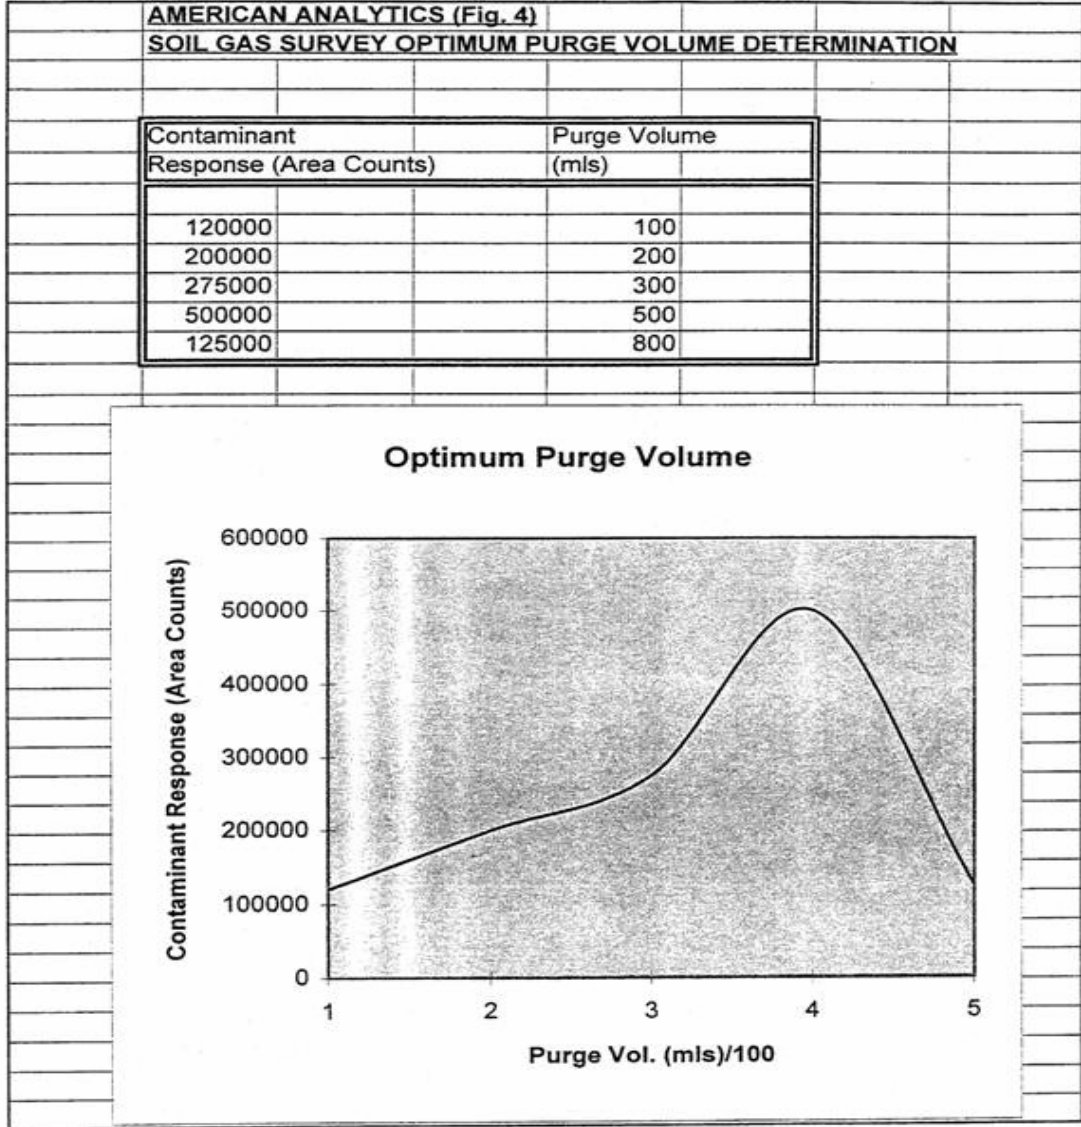 AMERICAN ANALYTICS (Fig. 4)
SOIL GAS SURVEY OPTIMUM PURGE VOLUME DETERMINATION
Contaminant Purge Volume
Response (Area Counts) (mls)
120000 100
200000 200
275000 300
500000 500
125000 800
Optimum Purge Volume
600000
500000
400000
300000
200000
100000
0
Contaminant Response (Area Counts)
1 2 3 4 5
Purge Vol. (mls)/100